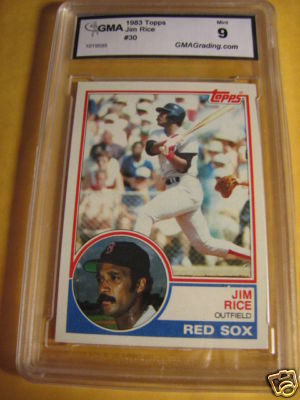 GMA
1983 Topps
Jim Rice
#30
Mint
9
GMAGrading.com
Topps
JIM
RICE
OUTFIELD
RED SOX